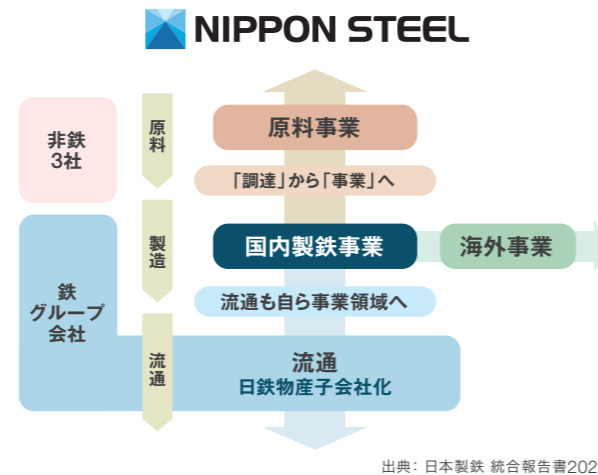 NIPPON STEEL
非鉄
3社
原料
原料事業
「調達」から「事業」へ
製造
国内製鉄事業
海外事業
鉄
グループ
会社
流通も自ら事業領域へ
流通
流通
日鉄物産子会社化
出典: 日本製鉄 統合報告書202